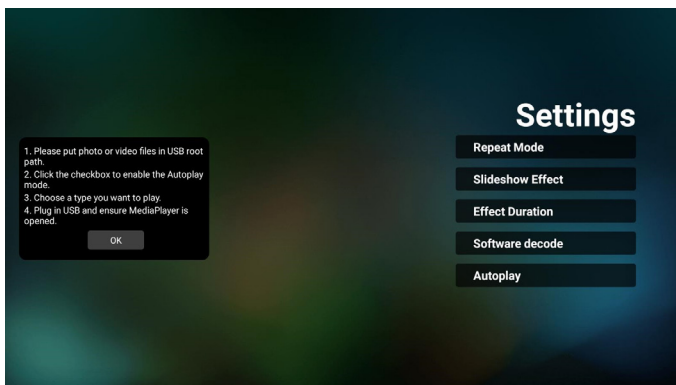 Settings
1. Please put photo or video files in USB root
path.
2. Click the checkbox to enable the Autoplay
mode.
3. Choose a type you want to play.
4. Plug in USB and ensure MediaPlayer is
opened.
OK
Repeat Mode
Slideshow Effect
Effect Duration
Software decode
Autoplay